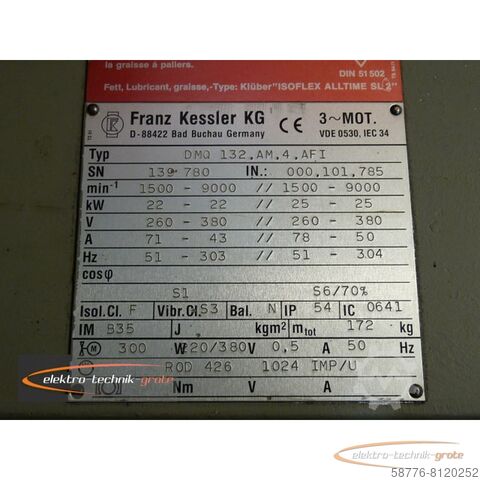 la graisse à paliers.
DIN 51 502
Fett, Lubricant, graisse,-Type: Klüber"ISOFLEX ALLTIME SL 2"
Franz Kessler KG
D-88422 Bad Buchau Germany
CE
3~MOT.
VDE 0530, IEC 34
Typ DMQ 132.AM.4.AFI
SN 139 780 IN.: 000.101.785
min-1 1500 - 9000 // 1500 - 9000
kW 22 - 22 // 25 - 25
V 260 - 380 // 260 - 380
A 71 - 43 // 78 - 50
Hz 51 - 303 // 51 - 304
cosφ
S1 S6/70%
Isol.Cl. F Vibr.Cl. S3 Bal. N IP 54 IC 0641
IM B35 J kgm² mtot 172 kg
M 300 W 220/380 V 0,5 A 50 Hz
ROD 426 1024 IMP/U
Nm V A
elektro-technik-grote
elektro-technik-grote
58776-8120252